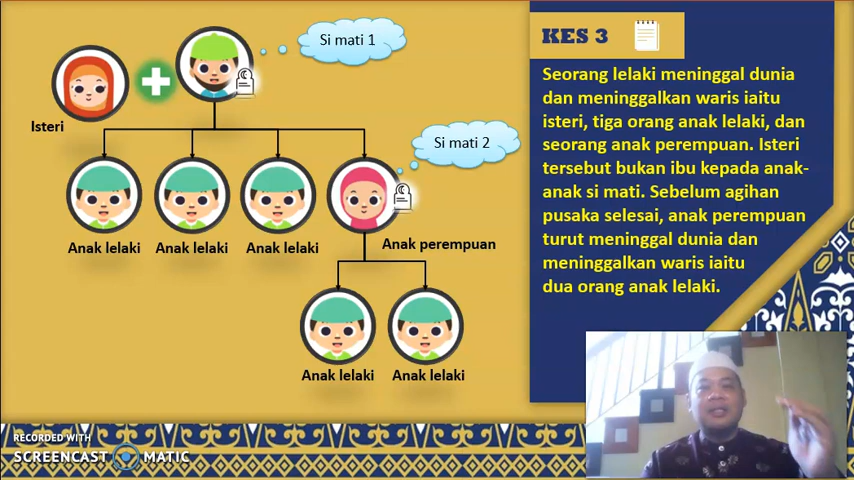 Si mati 1
Isteri
Si mati 2
Anak lelaki
Anak lelaki
Anak lelaki
Anak perempuan
Anak lelaki
Anak lelaki
KES 3
Seorang lelaki meninggal dunia
dan meninggalkan waris iaitu
isteri, tiga orang anak lelaki, dan
seorang anak perempuan. Isteri
tersebut bukan ibu kepada anak-
anak si mati. Sebelum agihan
pusaka selesai, anak perempuan
turut meninggal dunia dan
meninggalkan waris iaitu
dua orang anak lelaki.
RECORDED WITH
SCREENCAST MATIC